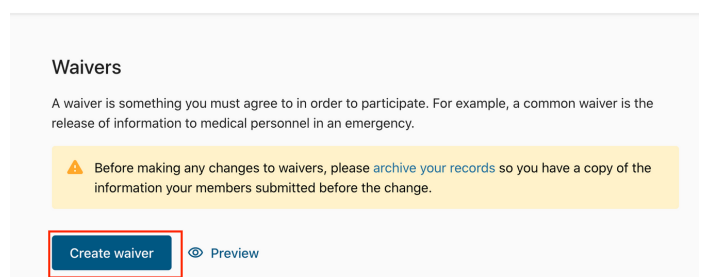 Waivers
A waiver is something you must agree to in order to participate. For example, a common waiver is the
release of information to medical personnel in an emergency.
Before making any changes to waivers, please archive your records so you have a copy of the
information your members submitted before the change.
Create waiver Preview